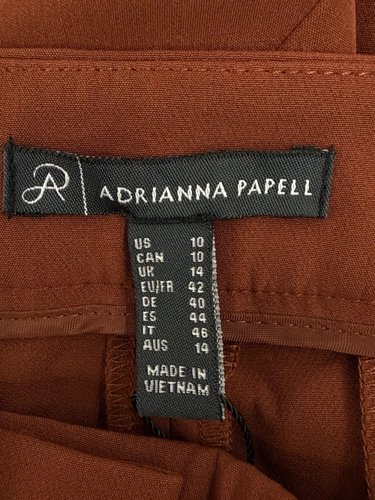 ADRIANNA PAPELL
US 10
CAN 10
UK 14
EU/FR 42
DE 40
ES 44
IT 46
AUS 14
MADE IN
VIETNAM